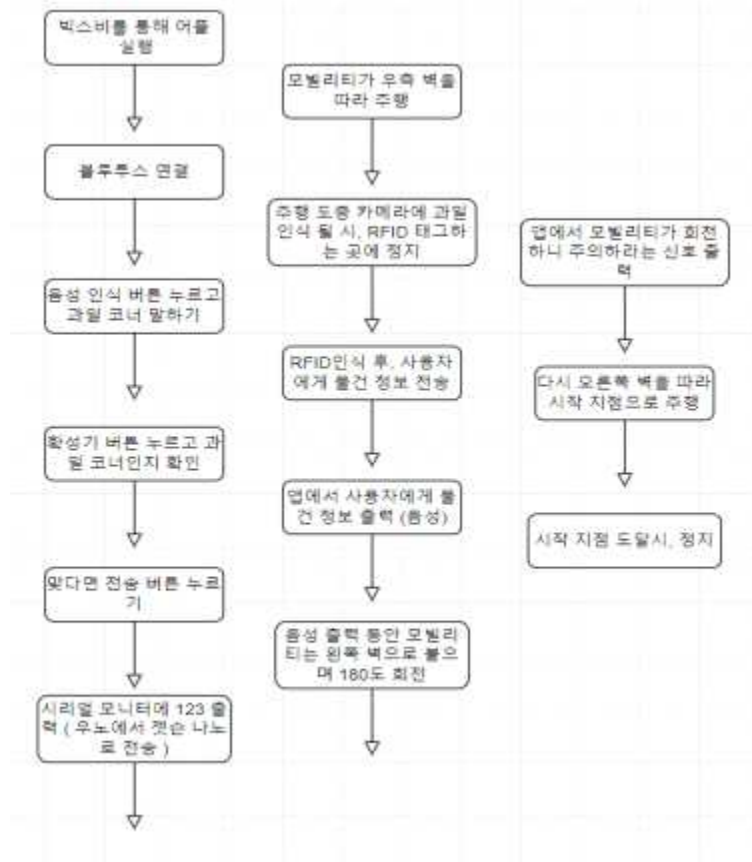 빅스비를 통해 어플
실행
블루투스 연결
음성 인식 버튼 누르고
과일 코너 말하기
확성기 버튼 누르고 과
일 코너인지 확인
맞다면 전송 버튼 누르
기
시리얼 모니터에 123 출
력 ( 우노에서 젯슨 나노
로 전송 )
모빌리티가 우측 벽을
따라 주행
주행 도중 카메라에 과일
인식 될 시, RFID 태그하
는 곳에 정지
RFID인식 후, 사용자
에게 물건 정보 전송
앱에서 사용자에게 물
건 정보 출력 (음성)
음성 출력 동안 모빌리
티는 왼쪽 벽으로 붙으
며 180도 회전
앱에서 모빌리티가 회전
하니 주의하라는 신호 출
력
다시 오른쪽 벽을 따라
시작 지점으로 주행
시작 지점 도달시, 정지